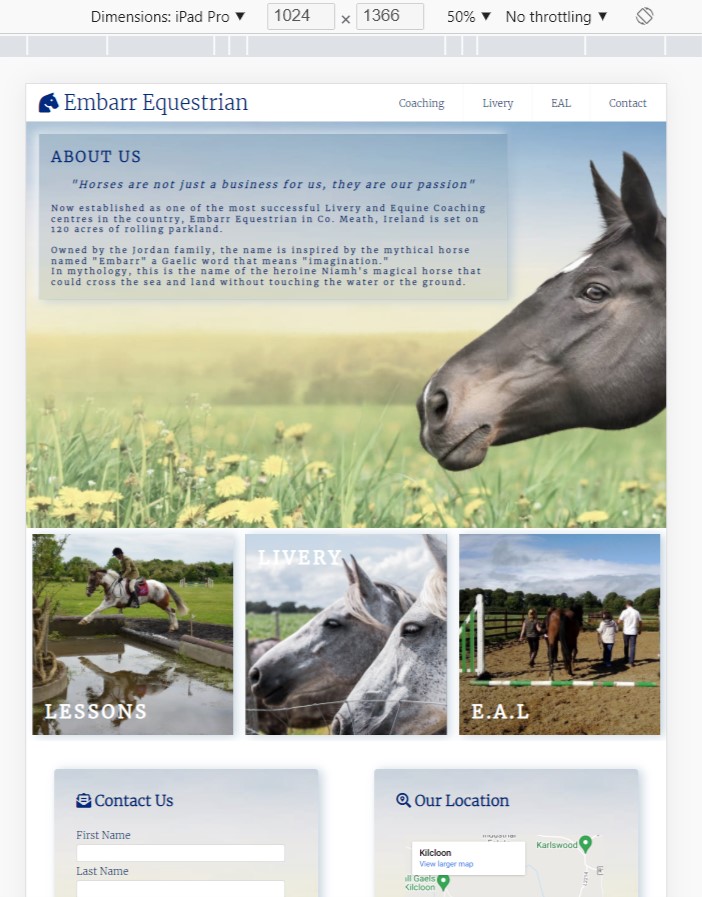 Dimensions: iPad Pro ▼ 1024 × 1366 50% ▼ No throttling ▼
Embarr Equestrian
Coaching Livery EAL Contact
ABOUT US
"Horses are not just a business for us, they are our passion"
Now established as one of the most successful Livery and Equine Coaching
centres in the country, Embarr Equestrian in Co. Meath, Ireland is set on
120 acres of rolling parkland.
Owned by the Jordan family, the name is inspired by the mythical horse
named "Embarr" a Gaelic word that means "imagination."
In mythology, this is the name of the heroine Niamh's magical horse that
could cross the sea and land without touching the water or the ground.
LESSONS
LIVERY
E.A.L
Contact Us
First Name
Last Name
Our Location
Kilcloon
View larger map
Karlswood
ill Gaels
Kilcloon